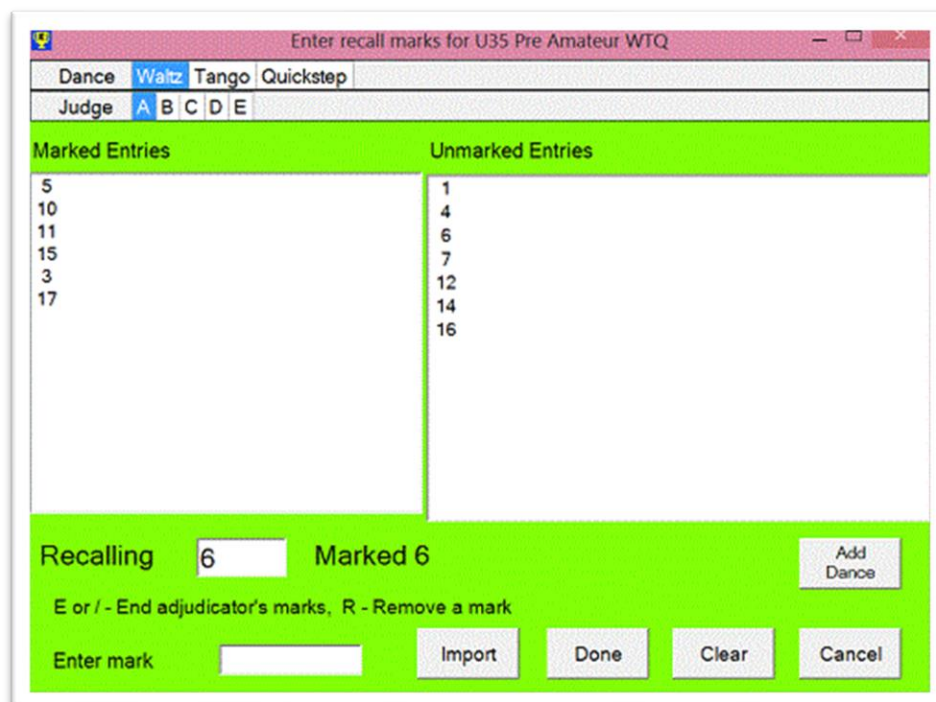 Enter recall marks for U35 Pre Amateur WTQ
Dance Waltz Tango Quickstep
Judge A B C D E
Marked Entries
5
10
11
15
3
17
Unmarked Entries
1
4
6
7
12
14
16
Recalling 6 Marked 6
Add
Dance
E or / - End adjudicator's marks, R - Remove a mark
Enter mark Import Done Clear Cancel